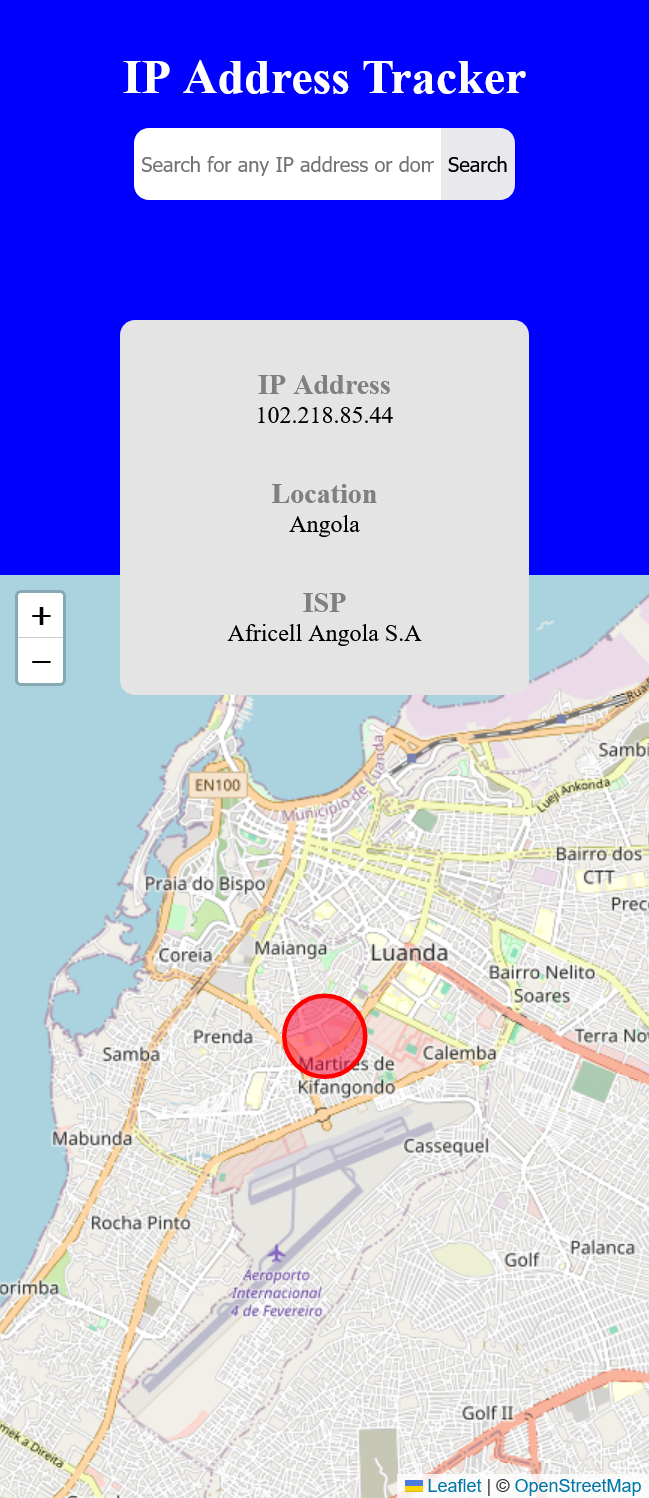 IP Address Tracker
Search for any IP address or dom
Search
IP Address
102.218.85.44
Location
Angola
ISP
Africell Angola S.A
+
−
EN100
Município de Luanda
Sambi
Lueji Ankonda
Bairro dos
CTT
Prec
Praia do Bispo
Coreia
Maianga
Luanda
Bairro Nelito
Soares
Prenda
Terra No
Samba
Calemba
Martires de
Kifangondo
Mabunda
Cassequel
Rocha Pinto
Palanca
Golf
Aeroporto
Internacional
4 de Fevereiro
orimba
Golf II
mek a Direita
Leaflet | © OpenStreetMap